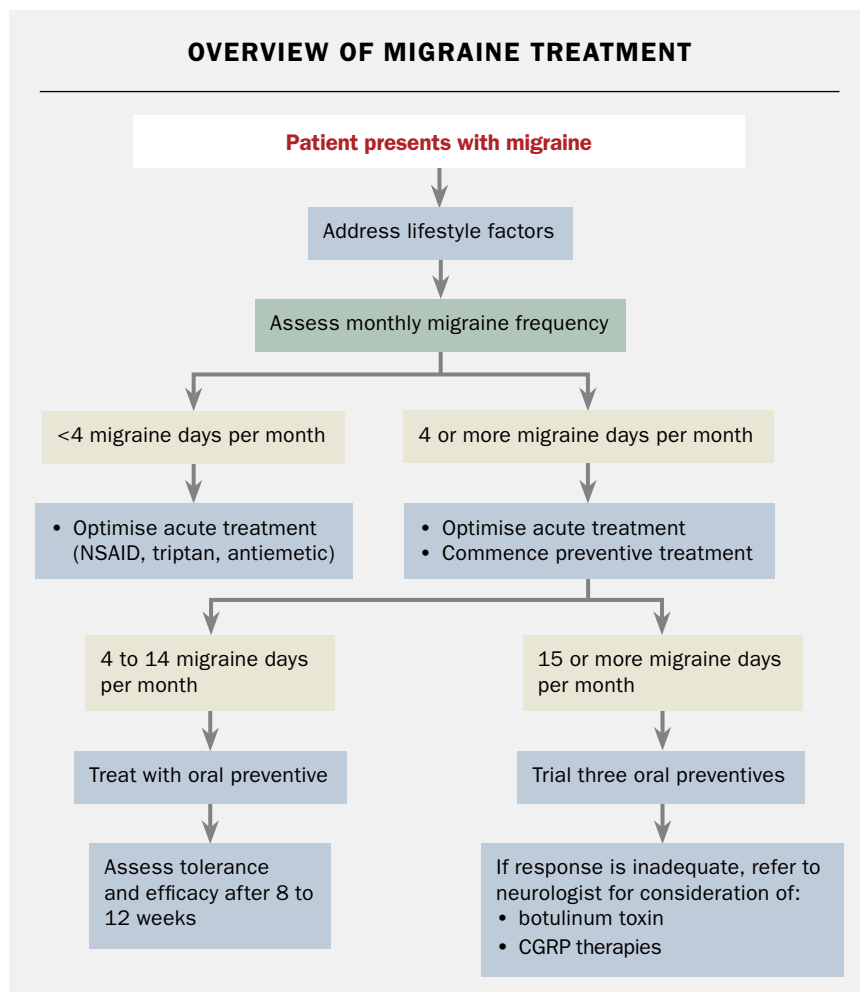 OVERVIEW OF MIGRAINE TREATMENT
Patient presents with migraine
Address lifestyle factors
Assess monthly migraine frequency
<4 migraine days per month
4 or more migraine days per month
• Optimise acute treatment
(NSAID, triptan, antiemetic)
• Optimise acute treatment
• Commence preventive treatment
4 to 14 migraine days
per month
15 or more migraine days
per month
Treat with oral preventive
Trial three oral preventives
Assess tolerance
and efficacy after 8 to
12 weeks
If response is inadequate, refer to
neurologist for consideration of:
• botulinum toxin
• CGRP therapies